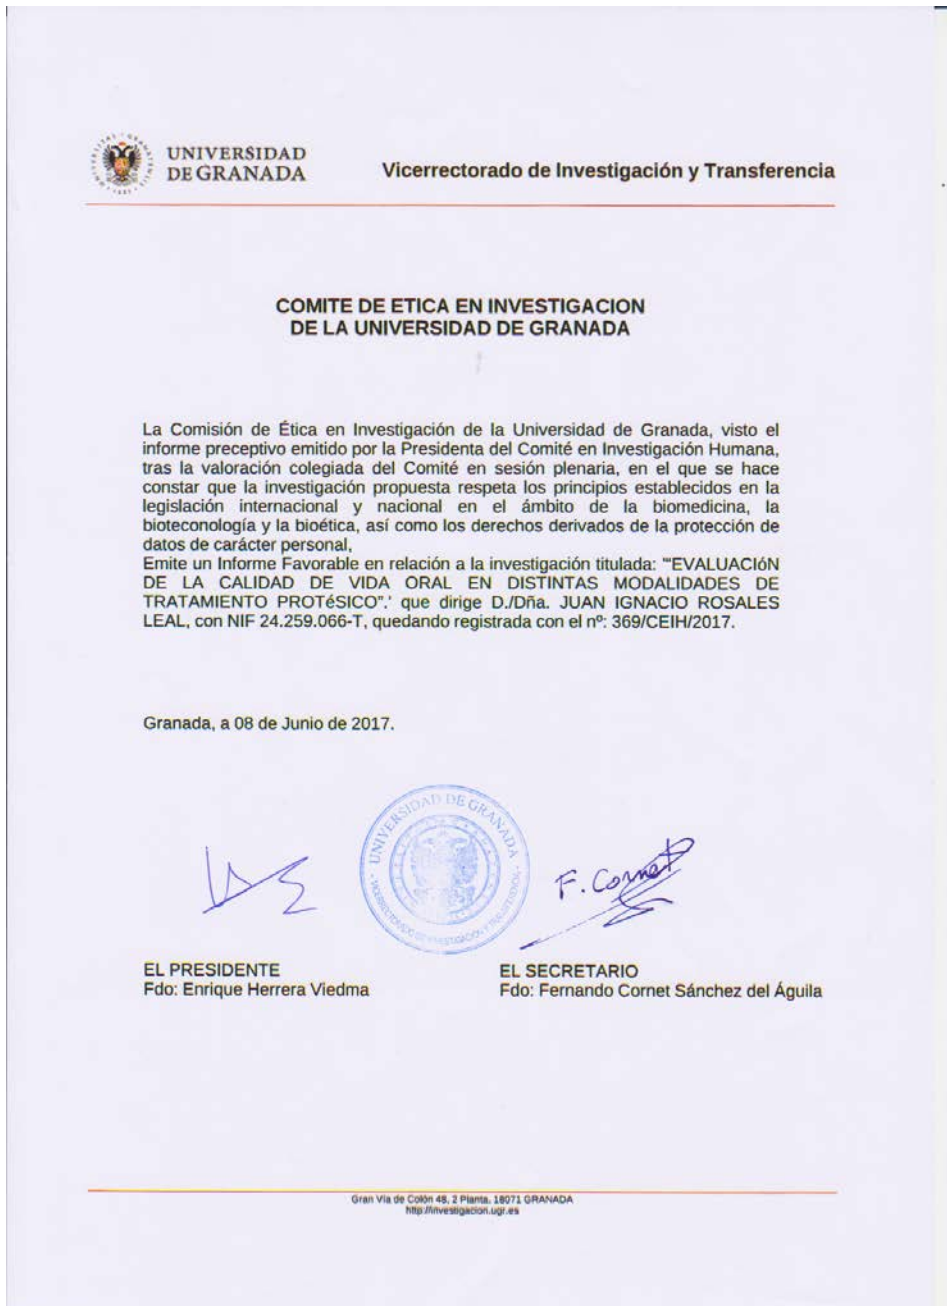 UNIVERSIDAD
DE GRANADA
Vicerrectorado de Investigación y Transferencia
COMITE DE ETICA EN INVESTIGACION
DE LA UNIVERSIDAD DE GRANADA
La Comisión de Ética en Investigación de la Universidad de Granada, visto el
informe preceptivo emitido por la Presidenta del Comité en Investigación Humana,
tras la valoración colegiada del Comité en sesión plenaria, en el que se hace
constar que la investigación propuesta respeta los principios establecidos en la
legislación internacional y nacional en el ámbito de la biomedicina, la
bioteconología y la bioética, así como los derechos derivados de la protección de
datos de carácter personal,
Emite un Informe Favorable en relación a la investigación titulada: "'EVALUACIóN
DE LA CALIDAD DE VIDA ORAL EN DISTINTAS MODALIDADES DE
TRATAMIENTO PROTéSICO".' que dirige D./Dña. JUAN IGNACIO ROSALES
LEAL, con NIF 24.259.066-T, quedando registrada con el nº: 369/CEIH/2017.
Granada, a 08 de Junio de 2017.
UNIVERSIDAD DE GRANADA
VICERRECTORADO DE INVESTIGACIÓN Y TRANSFERENCIA
F. Cornet
EL PRESIDENTE
Fdo: Enrique Herrera Viedma
EL SECRETARIO
Fdo: Fernando Cornet Sánchez del Águila
Gran Vía de Colón 48, 2 Planta, 18071 GRANADA
http://investigacion.ugr.es